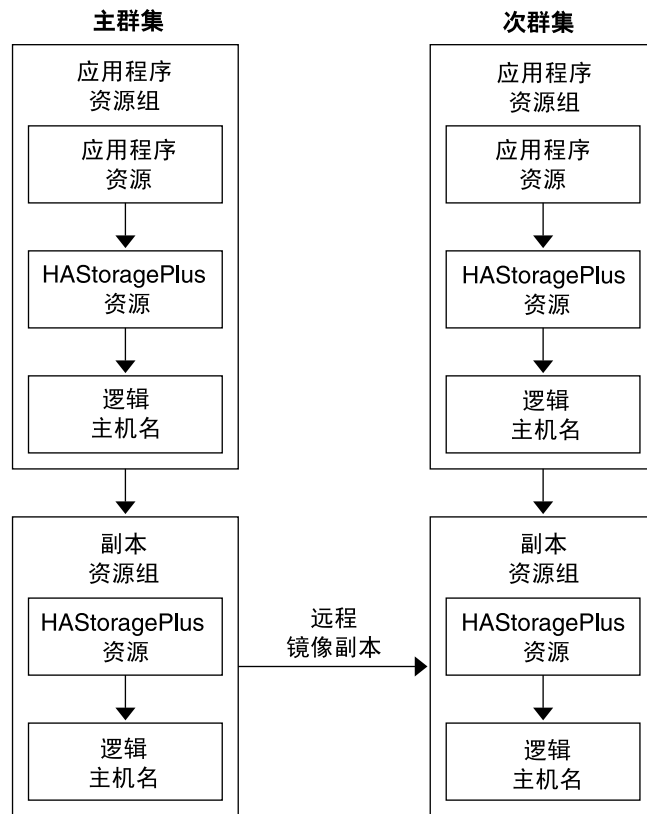 主群集
应用程序
资源组
应用程序
资源
HAStoragePlus
资源
逻辑
主机名
副本
资源组
HAStoragePlus
资源
逻辑
主机名
远程
镜像副本
次群集
应用程序
资源组
应用程序
资源
HAStoragePlus
资源
逻辑
主机名
副本
资源组
HAStoragePlus
资源
逻辑
主机名